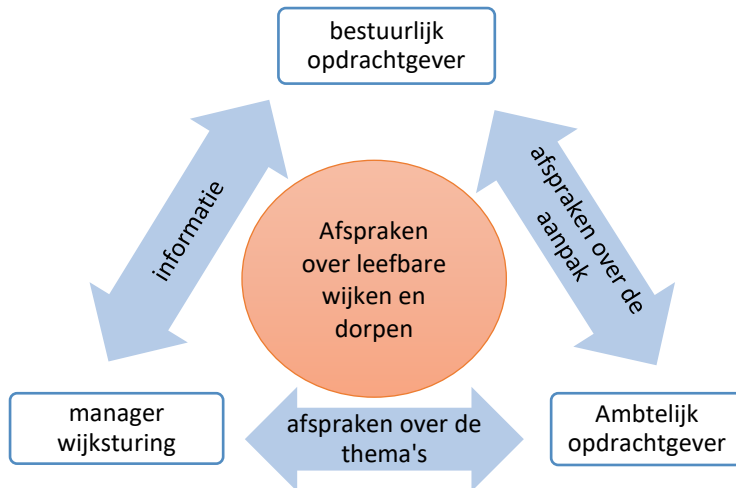 bestuurlijk
opdrachtgever
informatie
afspraken over de
aanpak
Afspraken
over leefbare
wijken en
dorpen
manager
wijksturing
afspraken over de
thema's
Ambtelijk
opdrachtgever